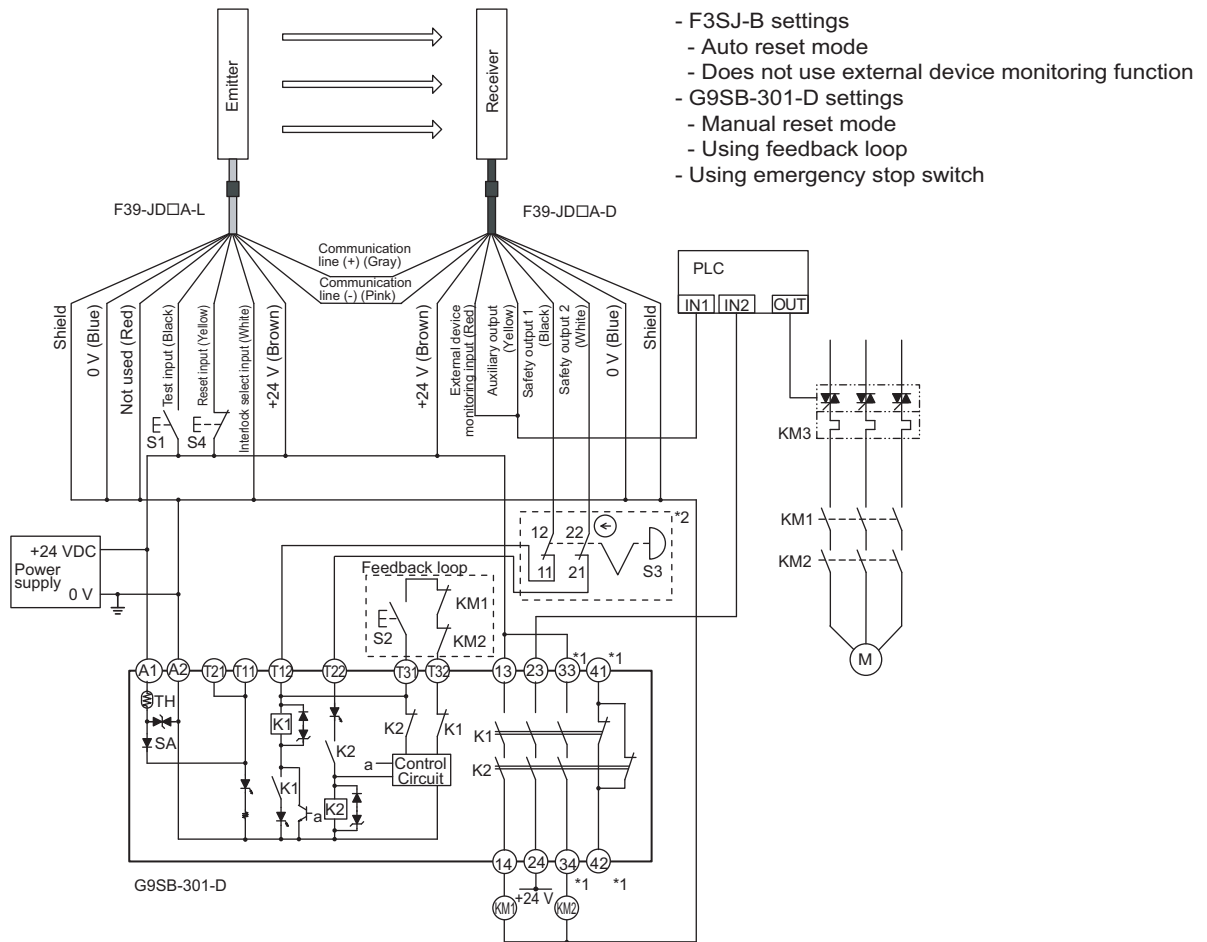 - F3SJ-B settings
- Auto reset mode
- Does not use external device monitoring function
- G9SB-301-D settings
- Manual reset mode
- Using feedback loop
- Using emergency stop switch
Emitter
Receiver
F39-JD□A-L
F39-JD□A-D
Communication
line (+) (Gray)
Communication
line (-) (Pink)
Shield
0 V (Blue)
Not used (Red)
Test input (Black)
Reset input (Yellow)
Interlock select input (White)
+24 V (Brown)
+24 V (Brown)
External device
monitoring input (Red)
Auxiliary output
(Yellow)
Safety output 1
(Black)
Safety output 2
(White)
0 V (Blue)
Shield
S1
S4
PLC
IN1
IN2
OUT
KM3
KM1
KM2
M
+24 VDC
Power
supply
0 V
12
22
11
21
S3
*2
Feedback loop
S2
KM1
KM2
A1
A2
T21
T11
T12
T22
T31
T32
13
23
33
*1
41
*1
TH
SA
K1
K1
a
K2
K2
K2
K1
a
Control
Circuit
K1
K2
14
24
34
*1
42
*1
G9SB-301-D
KM1
+24 V
KM2